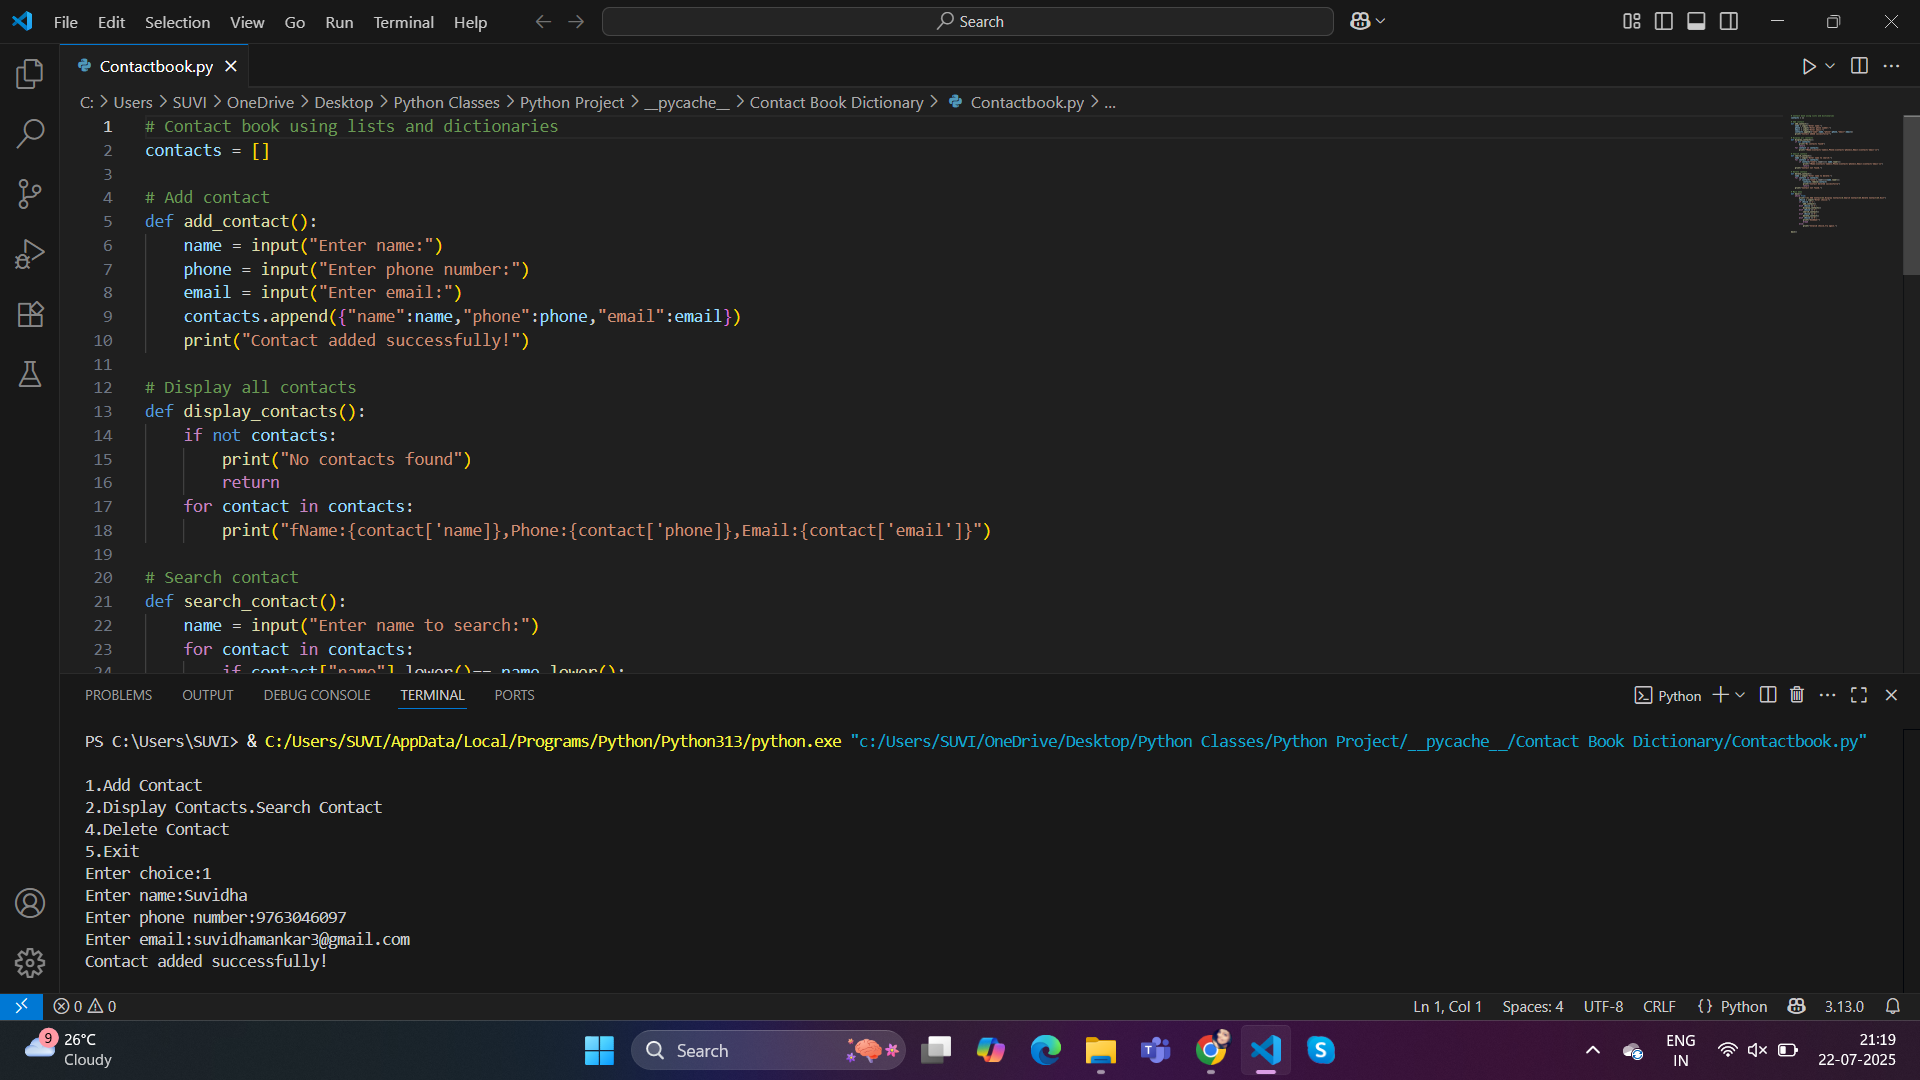 File Edit Selection View Go Run Terminal Help Search
Contactbook.py
C: > Users > SUVI > OneDrive > Desktop > Python Classes > Python Project > __pycache__ > Contact Book Dictionary > Contactbook.py > ...
1 # Contact book using lists and dictionaries
2 contacts = []
3
4 # Add contact
5 def add_contact():
6 name = input("Enter name:")
7 phone = input("Enter phone number:")
8 email = input("Enter email:")
9 contacts.append({"name":name,"phone":phone,"email":email})
10 print("Contact added successfully!")
11
12 # Display all contacts
13 def display_contacts():
14 if not contacts:
15 print("No contacts found")
16 return
17 for contact in contacts:
18 print("fName:{contact['name]},Phone:{contact['phone]},Email:{contact['email']}")
19
20 # Search contact
21 def search_contact():
22 name = input("Enter name to search:")
23 for contact in contacts:
24 if contact["name"].lower()== name.lower():
PROBLEMS OUTPUT DEBUG CONSOLE TERMINAL PORTS Python
PS C:\Users\SUVI> & C:/Users/SUVI/AppData/Local/Programs/Python/Python313/python.exe "c:/Users/SUVI/OneDrive/Desktop/Python Classes/Python Project/__pycache__/Contact Book Dictionary/Contactbook.py"
1.Add Contact
2.Display Contacts.Search Contact
4.Delete Contact
5.Exit
Enter choice:1
Enter name:Suvidha
Enter phone number:9763046097
Enter email:suvidhamankar3@gmail.com
Contact added successfully!
0 0 Ln 1, Col 1 Spaces: 4 UTF-8 CRLF {} Python 3.13.0
9 26°C
Cloudy
Search
ENG
IN
21:19
22-07-2025